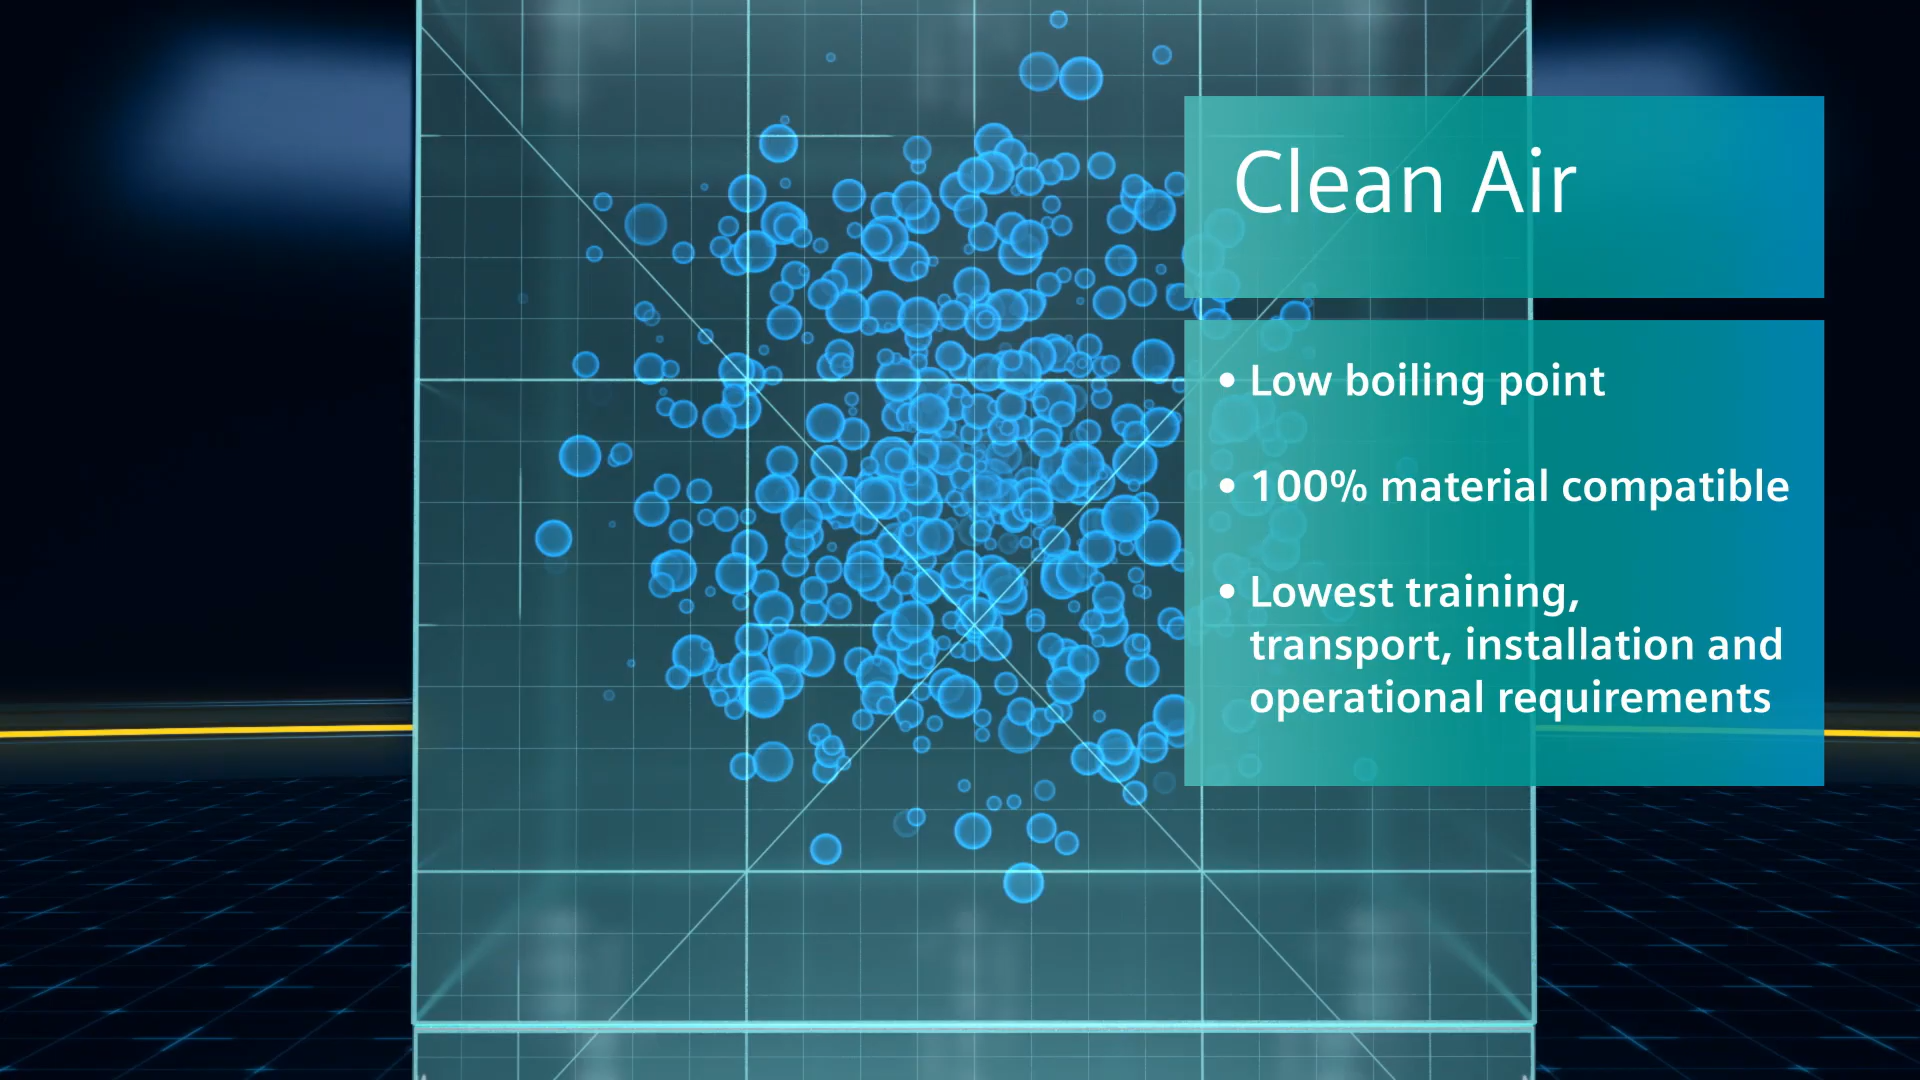 Clean Air
• Low boiling point
• 100% material compatible
• Lowest training,
transport, installation and
operational requirements